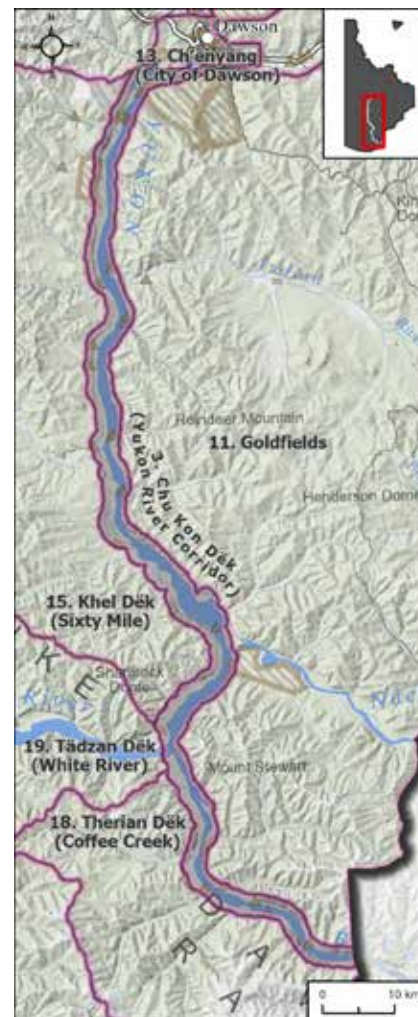 Dawson
13. Ch'enyang
(City of Dawson)
YUKON
11. Goldfields
Reindeer Mountain
Henderson Dome
3. Chu Kon Dëk
(Yukon River Corridor)
15. Khel Dëk
(Sixty Mile)
19. Tädzan Dëk
(White River)
Mount Stewart
18. Therian Dëk
(Coffee Creek)
0 10 km